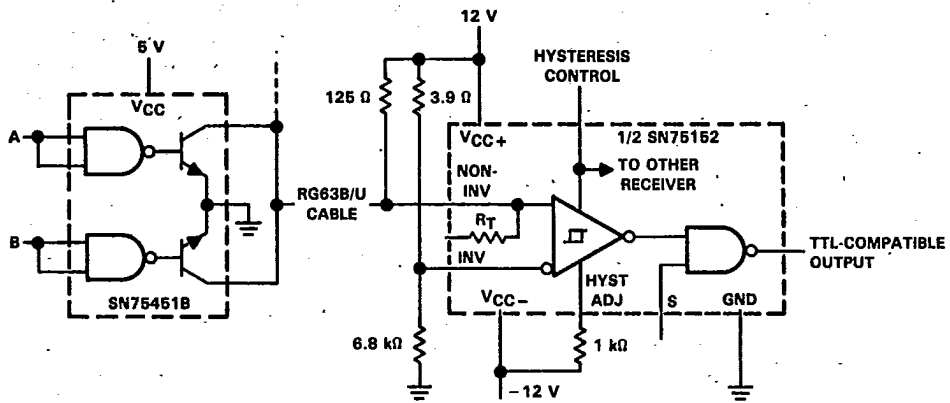 12 V
5 V
HYSTERESIS
CONTROL
VCC
125 Ω
3.9 Ω
A
VCC+
1/2 SN75152
TO OTHER
RECEIVER
NON-
INV
RG63B/U
CABLE
RT
B
INV
TTL-COMPATIBLE
OUTPUT
HYST
ADJ
SN75451B
VCC-
S
GND
6.8 kΩ
1 kΩ
-12 V